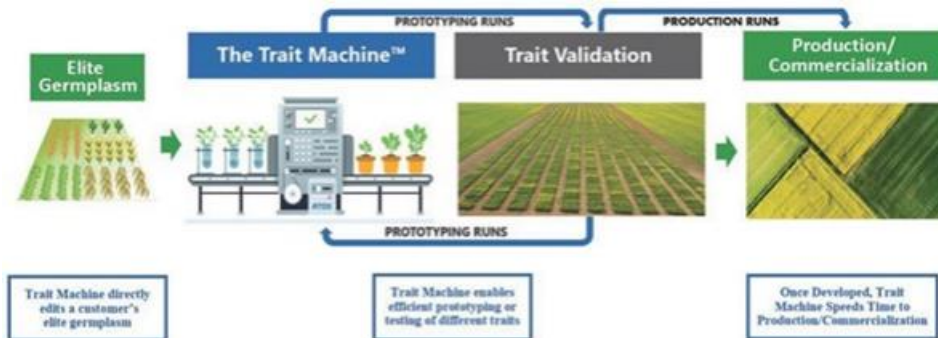 PROTOTYPING RUNS
PRODUCTION RUNS
Elite
Germplasm
The Trait Machine™
Trait Validation
Production/
Commercialization
PROTOTYPING RUNS
Trait Machine directly
edits a customer's
elite germplasm
Trait Machine enables
efficient prototyping or
testing of different traits
Once Developed, Trait
Machine Speeds Time to
Production/Commercialization